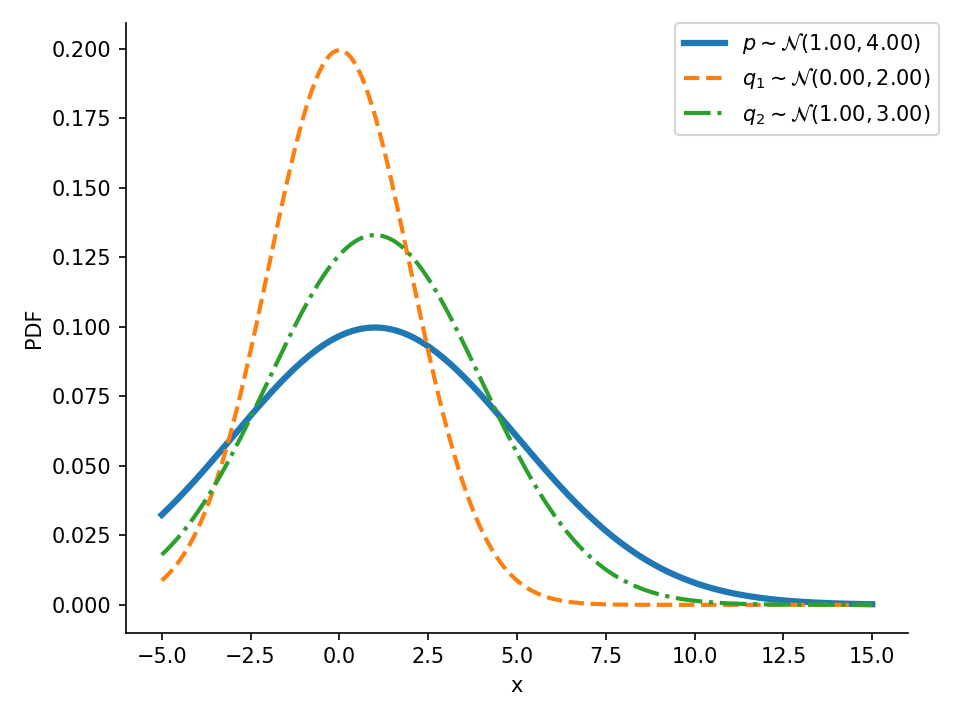 p ∼ 𝒩(1.00, 4.00)
q₁ ∼ 𝒩(0.00, 2.00)
q₂ ∼ 𝒩(1.00, 3.00)
PDF
0.200
0.175
0.150
0.125
0.100
0.075
0.050
0.025
0.000
−5.0 −2.5 0.0 2.5 5.0 7.5 10.0 12.5 15.0
x